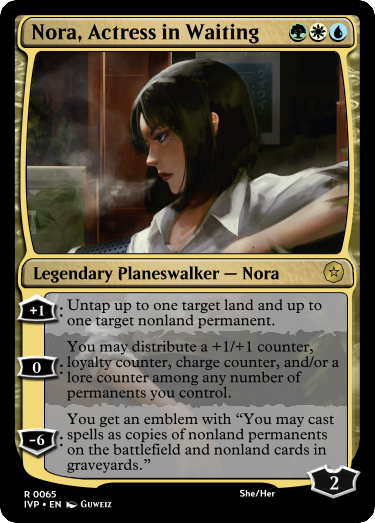 Nora, Actress in Waiting
Legendary Planeswalker — Nora
+1
: Untap up to one target land and up to
one target nonland permanent.
0
: You may distribute a +1/+1 counter,
loyalty counter, charge counter, and/or a
lore counter among any number of
permanents you control.
-6
: You get an emblem with “You may cast
spells as copies of nonland permanents
on the battlefield and nonland cards in
graveyards.”
2
R 0065
She/Her
IVP • EN Guweiz